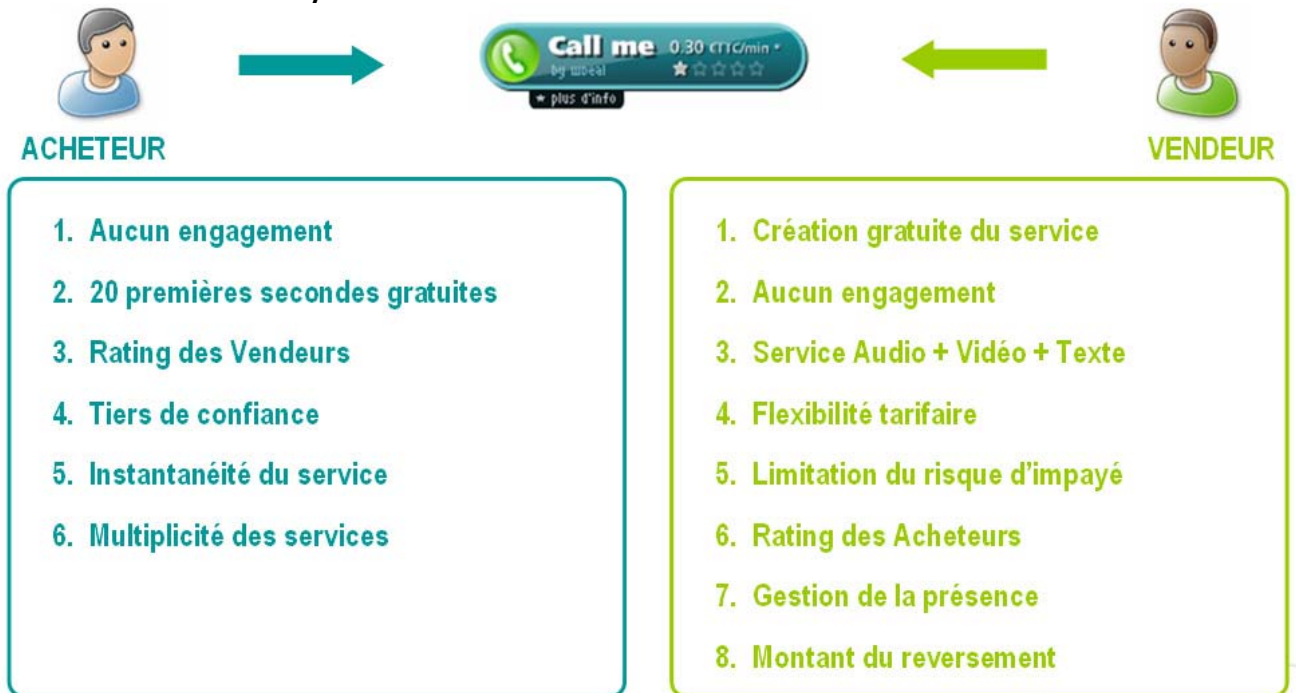 Call me 0.30 €TTC/min *
by woeal
★ plus d'info
ACHETEUR
VENDEUR
1. Aucun engagement
2. 20 premières secondes gratuites
3. Rating des Vendeurs
4. Tiers de confiance
5. Instantanéité du service
6. Multiplicité des services
1. Création gratuite du service
2. Aucun engagement
3. Service Audio + Vidéo + Texte
4. Flexibilité tarifaire
5. Limitation du risque d'impayé
6. Rating des Acheteurs
7. Gestion de la présence
8. Montant du reversement